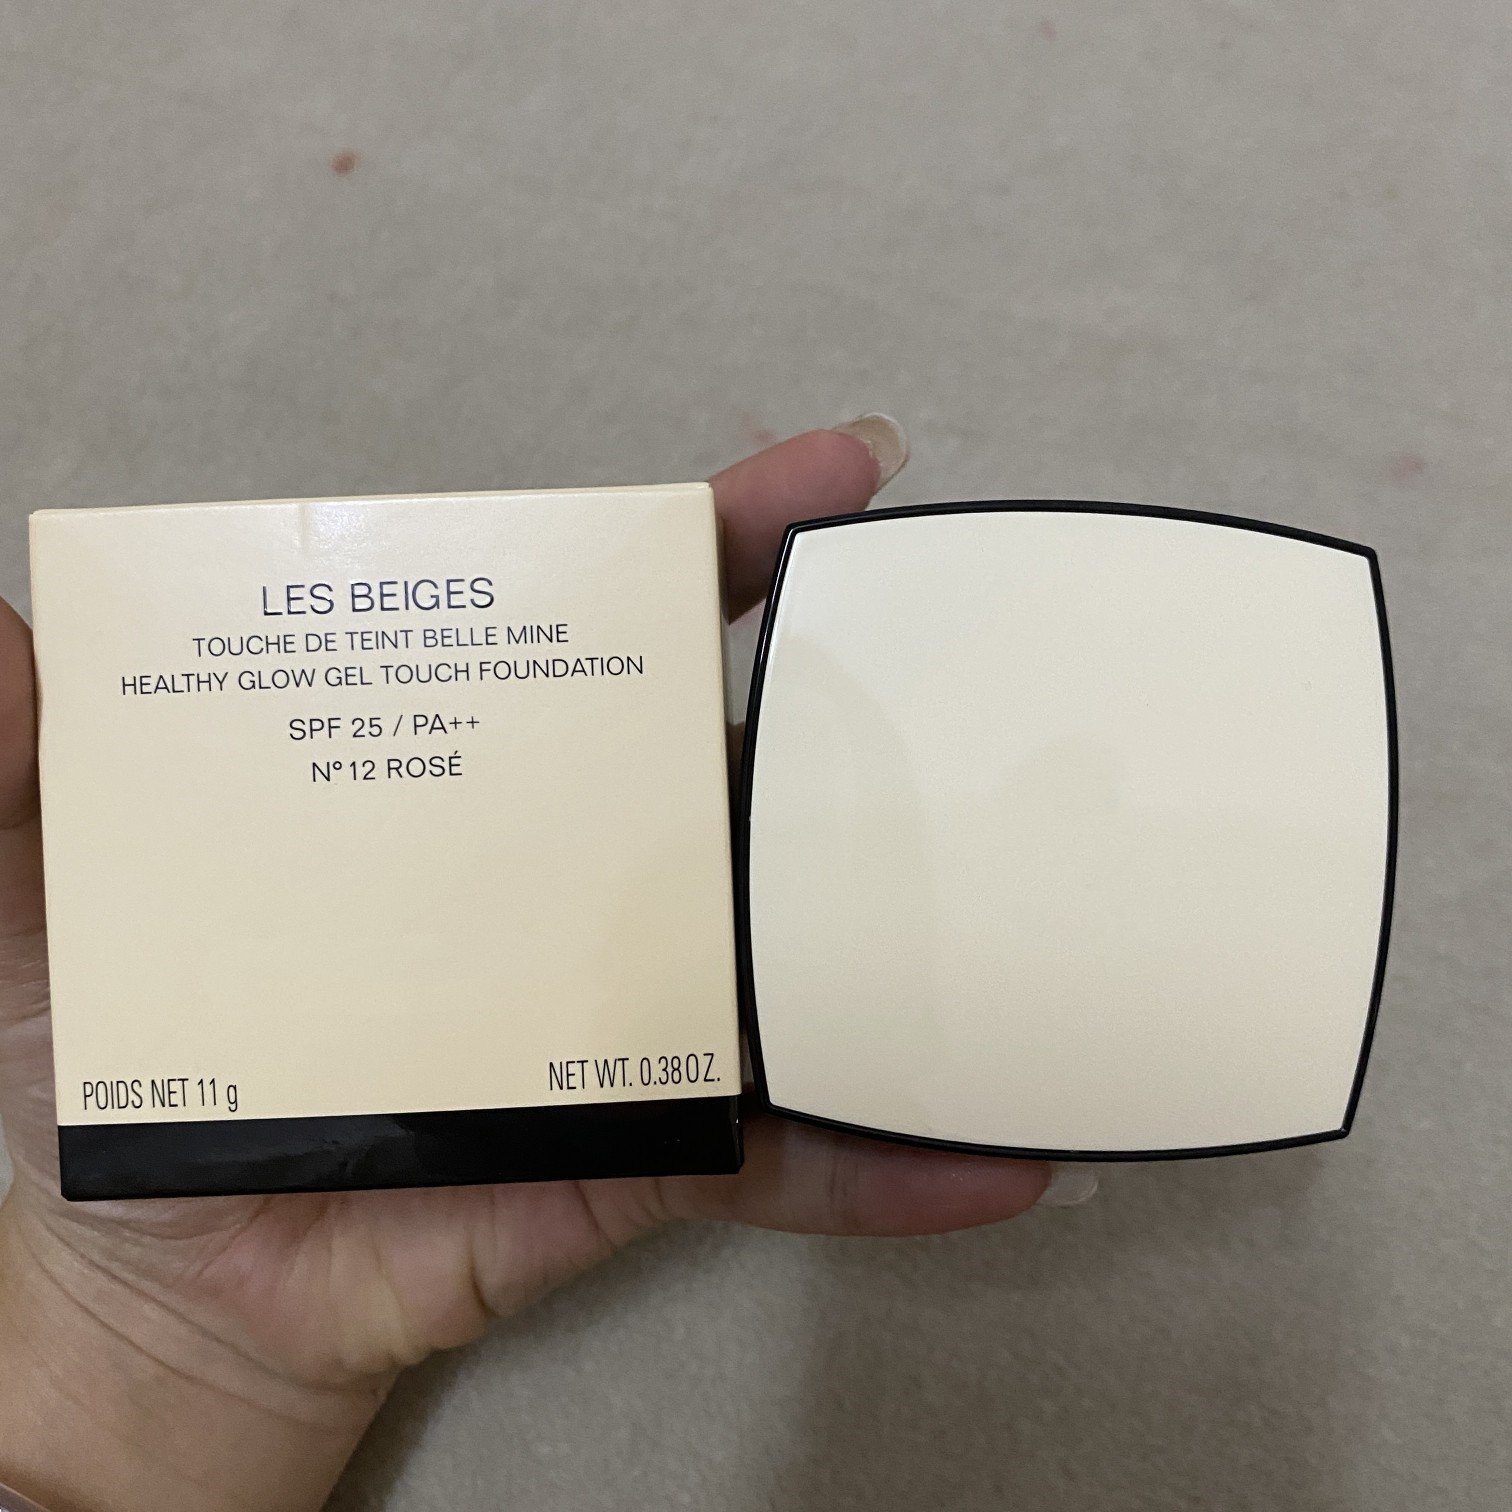 LES BEIGES
TOUCHE DE TEINT BELLE MINE
HEALTHY GLOW GEL TOUCH FOUNDATION
SPF 25 / PA++
N° 12 ROSÉ
POIDS NET 11 g
NET WT. 0.38 OZ.